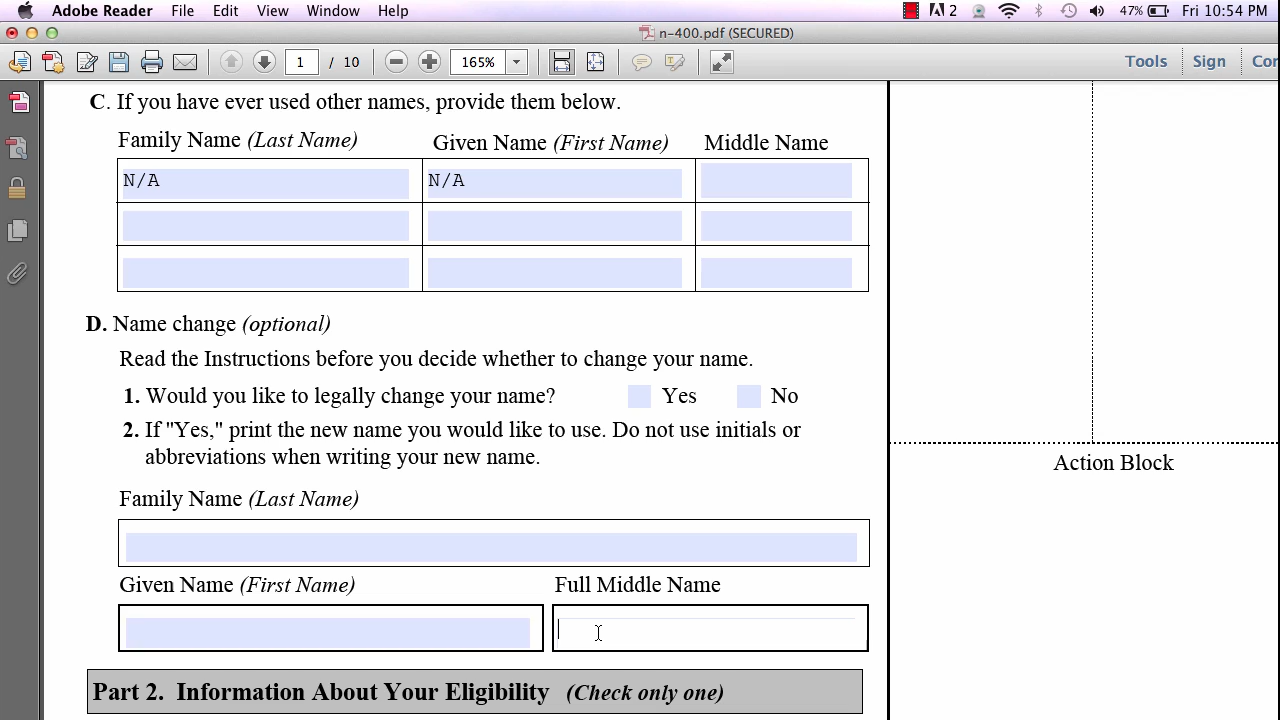 Adobe Reader File Edit View Window Help 2 47% Fri 10:54 PM
n-400.pdf (SECURED)
1 / 10 165% Tools Sign Co
C. If you have ever used other names, provide them below.
Family Name (Last Name) Given Name (First Name) Middle Name
N/A N/A
D. Name change (optional)
Read the Instructions before you decide whether to change your name.
1. Would you like to legally change your name? Yes No
2. If "Yes," print the new name you would like to use. Do not use initials or
abbreviations when writing your new name.
Action Block
Family Name (Last Name)
Given Name (First Name) Full Middle Name
Part 2. Information About Your Eligibility (Check only one)